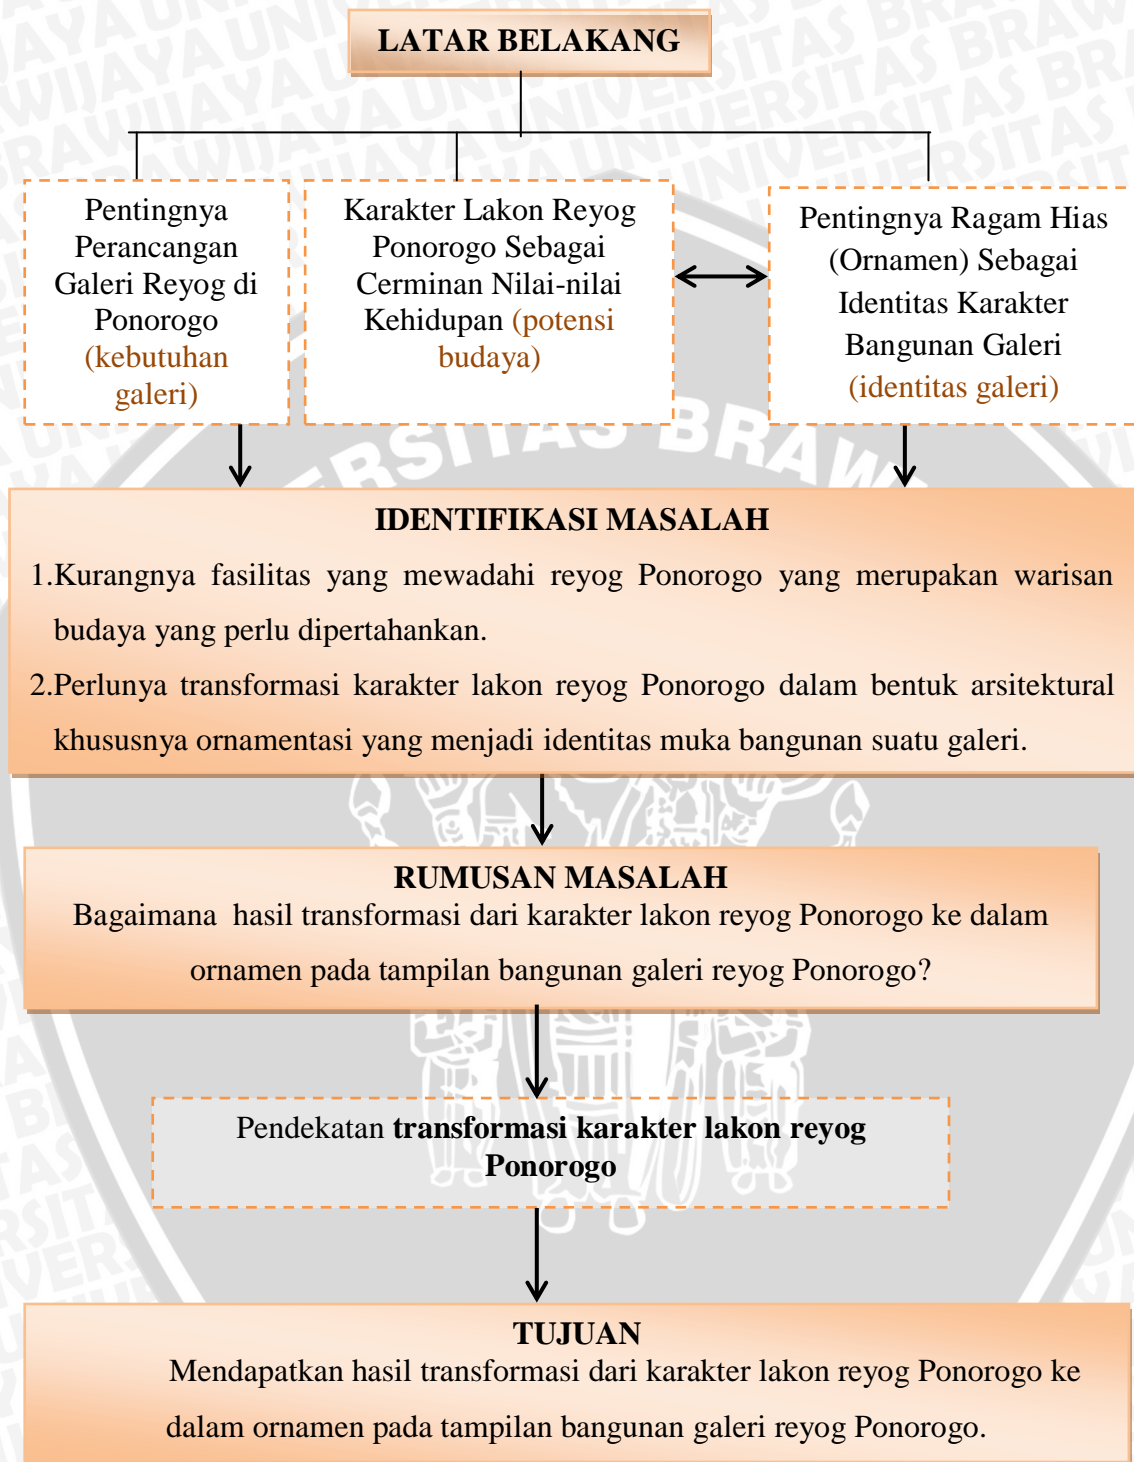 LATAR BELAKANG
Pentingnya
Perancangan
Galeri Reyog di
Ponorogo
(kebutuhan
galeri)
Karakter Lakon Reyog
Ponorogo Sebagai
Cerminan Nilai-nilai
Kehidupan (potensi
budaya)
Pentingnya Ragam Hias
(Ornamen) Sebagai
Identitas Karakter
Bangunan Galeri
(identitas galeri)
IDENTIFIKASI MASALAH
1.Kurangnya fasilitas yang mewadahi reyog Ponorogo yang merupakan warisan
budaya yang perlu dipertahankan.
2.Perlunya transformasi karakter lakon reyog Ponorogo dalam bentuk arsitektural
khususnya ornamentasi yang menjadi identitas muka bangunan suatu galeri.
RUMUSAN MASALAH
Bagaimana hasil transformasi dari karakter lakon reyog Ponorogo ke dalam
ornamen pada tampilan bangunan galeri reyog Ponorogo?
Pendekatan transformasi karakter lakon reyog
Ponorogo
TUJUAN
Mendapatkan hasil transformasi dari karakter lakon reyog Ponorogo ke
dalam ornamen pada tampilan bangunan galeri reyog Ponorogo.